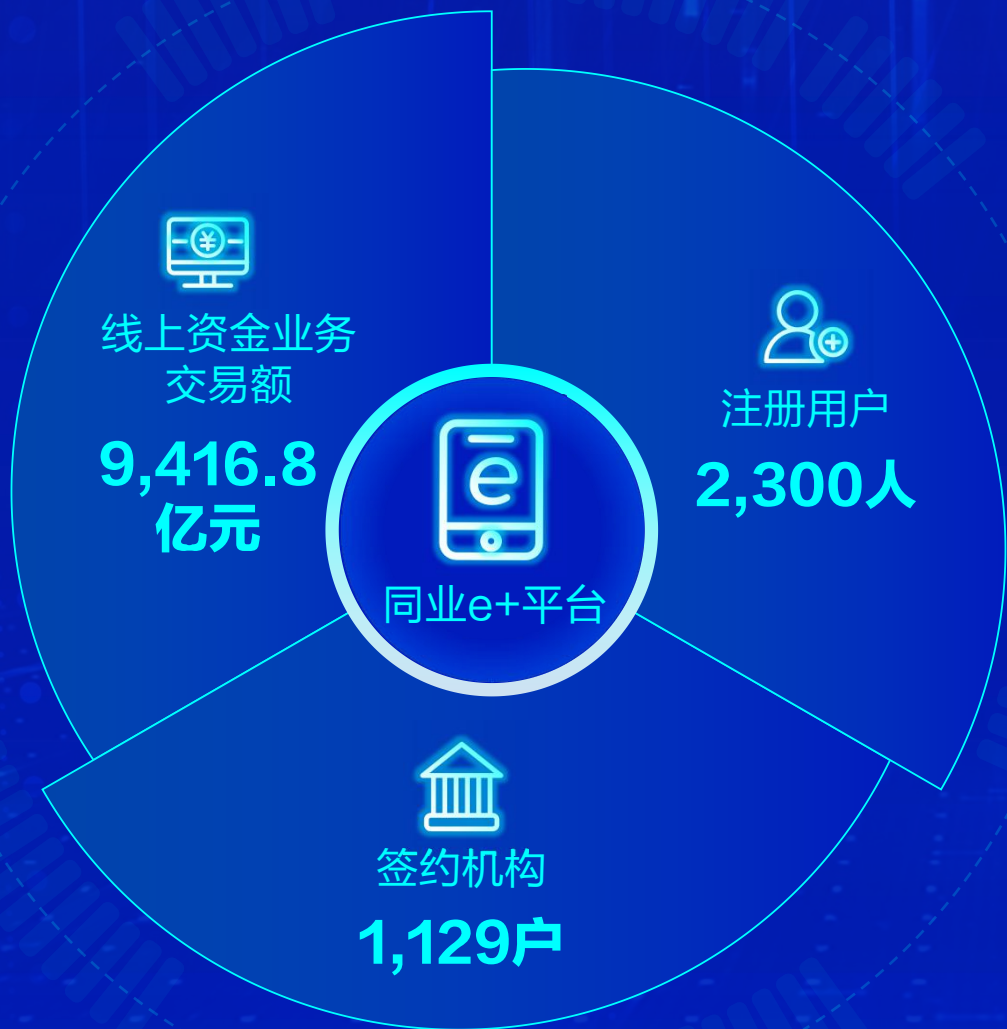 线上资金业务
交易额
9,416.8
亿元
注册用户
2,300人
e
同业e+平台
签约机构
1,129户